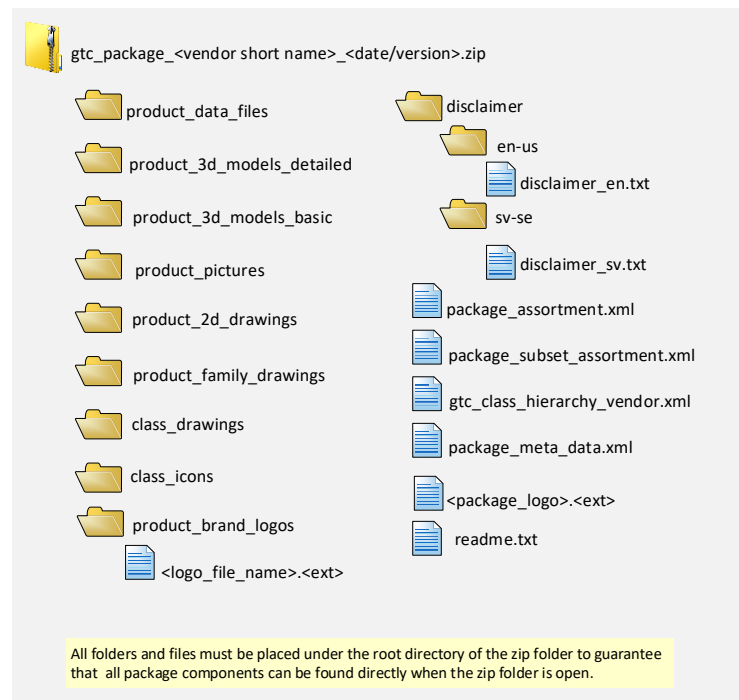 gtc_package_<vendor short name>_<date/version>.zip
product_data_files
product_3d_models_detailed
product_3d_models_basic
product_pictures
product_2d_drawings
product_family_drawings
class_drawings
class_icons
product_brand_logos
<logo_file_name>.<ext>
disclaimer
en-us
disclaimer_en.txt
sv-se
disclaimer_sv.txt
package_assortment.xml
package_subset_assortment.xml
gtc_class_hierarchy_vendor.xml
package_meta_data.xml
<package_logo>.<ext>
readme.txt
All folders and files must be placed under the root directory of the zip folder to guarantee
that all package components can be found directly when the zip folder is open.